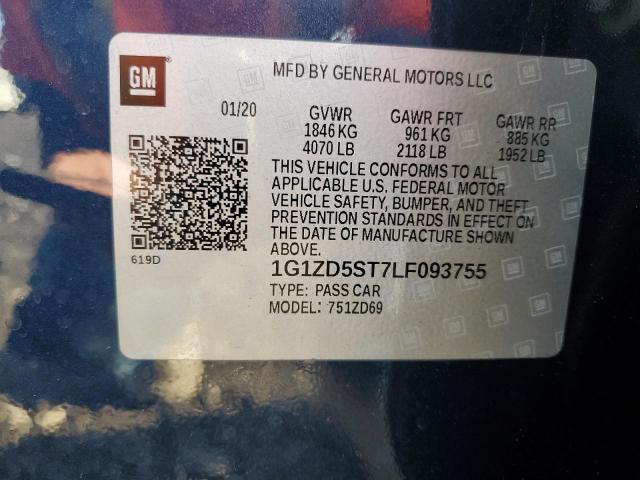 GM
MFD BY GENERAL MOTORS LLC
01/20
GVWR
1846 KG
4070 LB
GAWR FRT
961 KG
2118 LB
GAWR RR
885 KG
1952 LB
THIS VEHICLE CONFORMS TO ALL
APPLICABLE U.S. FEDERAL MOTOR
VEHICLE SAFETY, BUMPER, AND THEFT
PREVENTION STANDARDS IN EFFECT ON
THE DATE OF MANUFACTURE SHOWN
ABOVE.
619D
1G1ZD5ST7LF093755
TYPE: PASS CAR
MODEL: 751ZD69